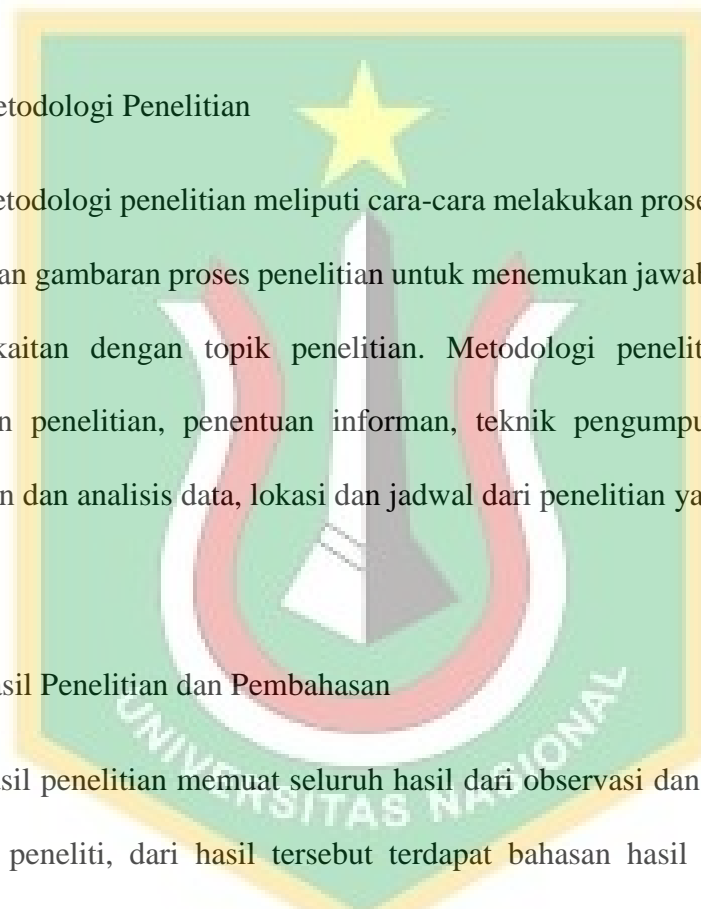 etodologi Penelitian
etodologi penelitian meliputi cara-cara melakukan prose
an gambaran proses penelitian untuk menemukan jawab
kaitan dengan topik penelitian. Metodologi penelit
n penelitian, penentuan informan, teknik pengumpu
n dan analisis data, lokasi dan jadwal dari penelitian ya
asil Penelitian dan Pembahasan
asil penelitian memuat seluruh hasil dari observasi dan
peneliti, dari hasil tersebut terdapat bahasan hasil
UNIVERSITAS NASIONAL